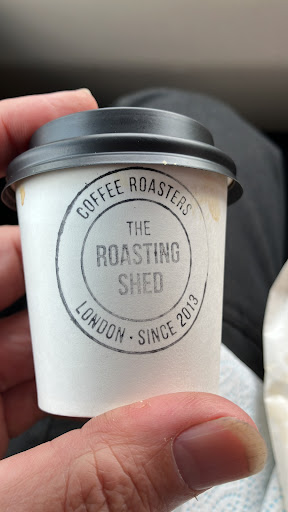 COFFEE ROASTERS
THE
ROASTING
SHED
LONDON · SINCE 2013